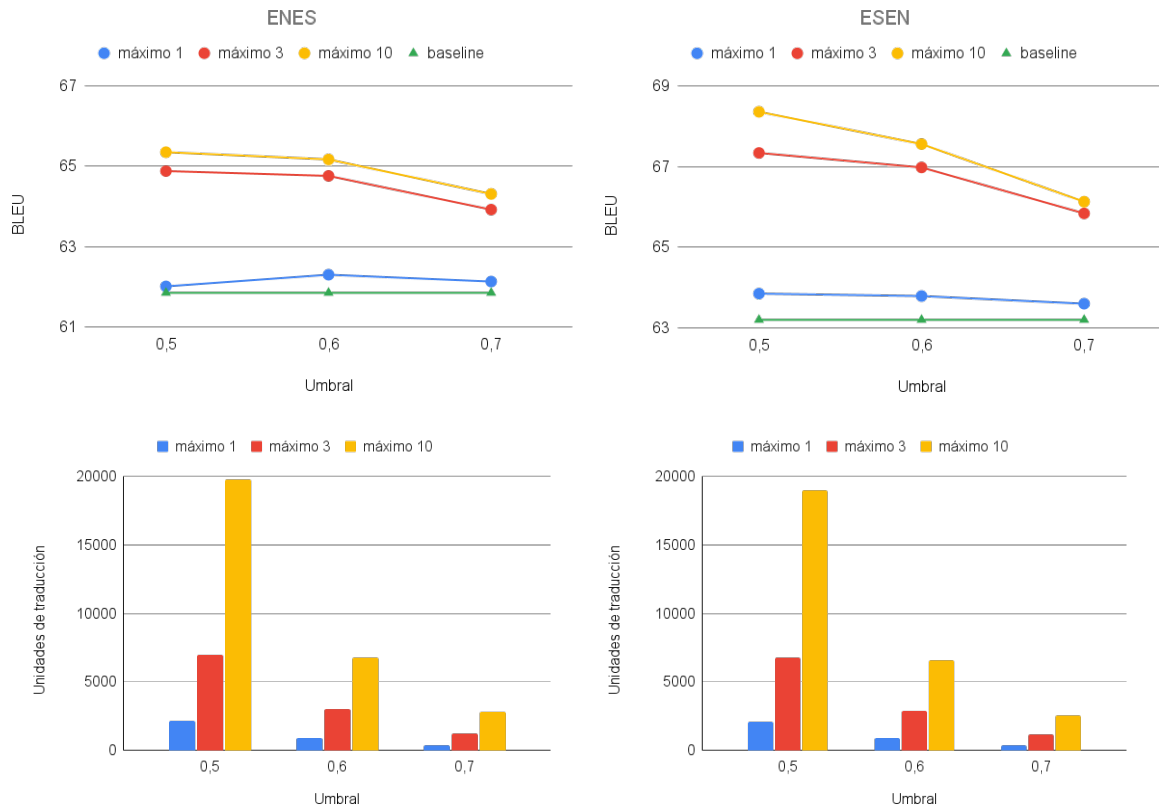 ENES
máximo 1 máximo 3 máximo 10 baseline
67
65
63
61
BLEU
0,5 0,6 0,7
Umbral
ESEN
máximo 1 máximo 3 máximo 10 baseline
69
67
65
63
BLEU
0,5 0,6 0,7
Umbral
máximo 1 máximo 3 máximo 10
20000
15000
10000
5000
0
Unidades de traducción
0,5 0,6 0,7
Umbral
máximo 1 máximo 3 máximo 10
20000
15000
10000
5000
0
Unidades de traducción
0,5 0,6 0,7
Umbral